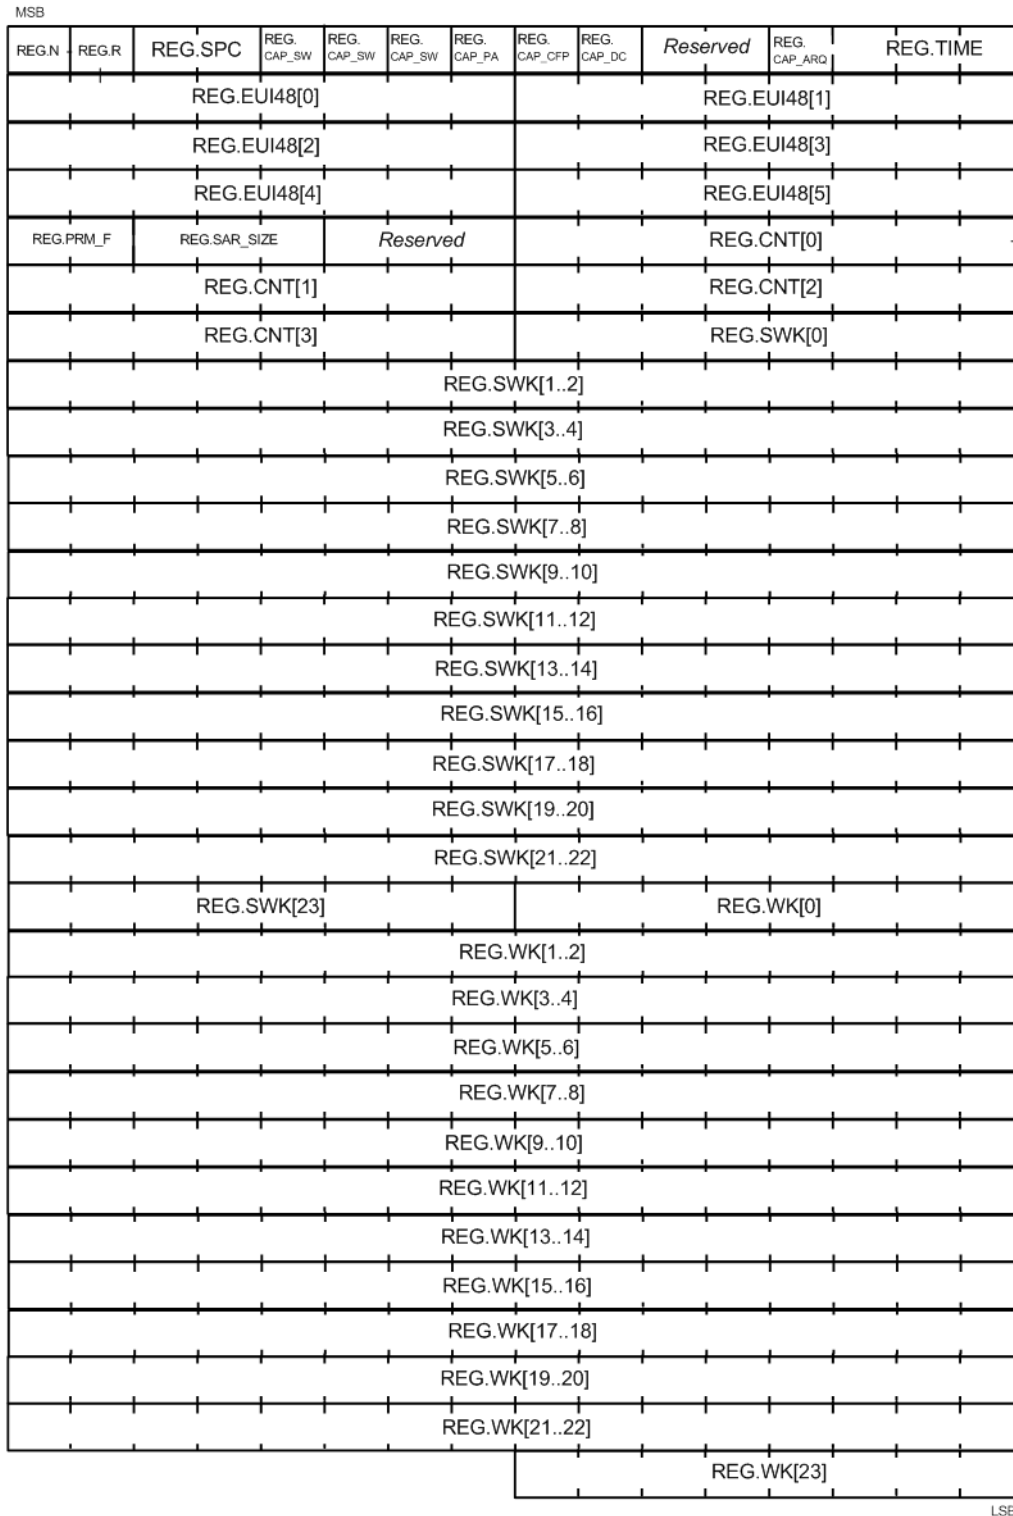 MSB
REG.N REG.R REG.SPC REG. CAP_SW REG. CAP_SW REG. CAP_SW REG. CAP_PA REG. CAP_CFP REG. CAP_DC Reserved REG. CAP_ARQ REG.TIME
REG.EUI48[0] REG.EUI48[1]
REG.EUI48[2] REG.EUI48[3]
REG.EUI48[4] REG.EUI48[5]
REG.PRM_F REG.SAR_SIZE Reserved REG.CNT[0]
REG.CNT[1] REG.CNT[2]
REG.CNT[3] REG.SWK[0]
REG.SWK[1..2]
REG.SWK[3..4]
REG.SWK[5..6]
REG.SWK[7..8]
REG.SWK[9..10]
REG.SWK[11..12]
REG.SWK[13..14]
REG.SWK[15..16]
REG.SWK[17..18]
REG.SWK[19..20]
REG.SWK[21..22]
REG.SWK[23] REG.WK[0]
REG.WK[1..2]
REG.WK[3..4]
REG.WK[5..6]
REG.WK[7..8]
REG.WK[9..10]
REG.WK[11..12]
REG.WK[13..14]
REG.WK[15..16]
REG.WK[17..18]
REG.WK[19..20]
REG.WK[21..22]
REG.WK[23]
LSB